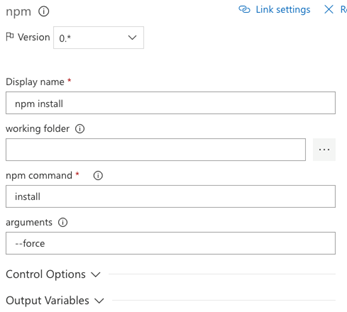 npm
Link settings
Version
0.*
Display name *
npm install
working folder
...
npm command *
install
arguments
--force
Control Options
Output Variables